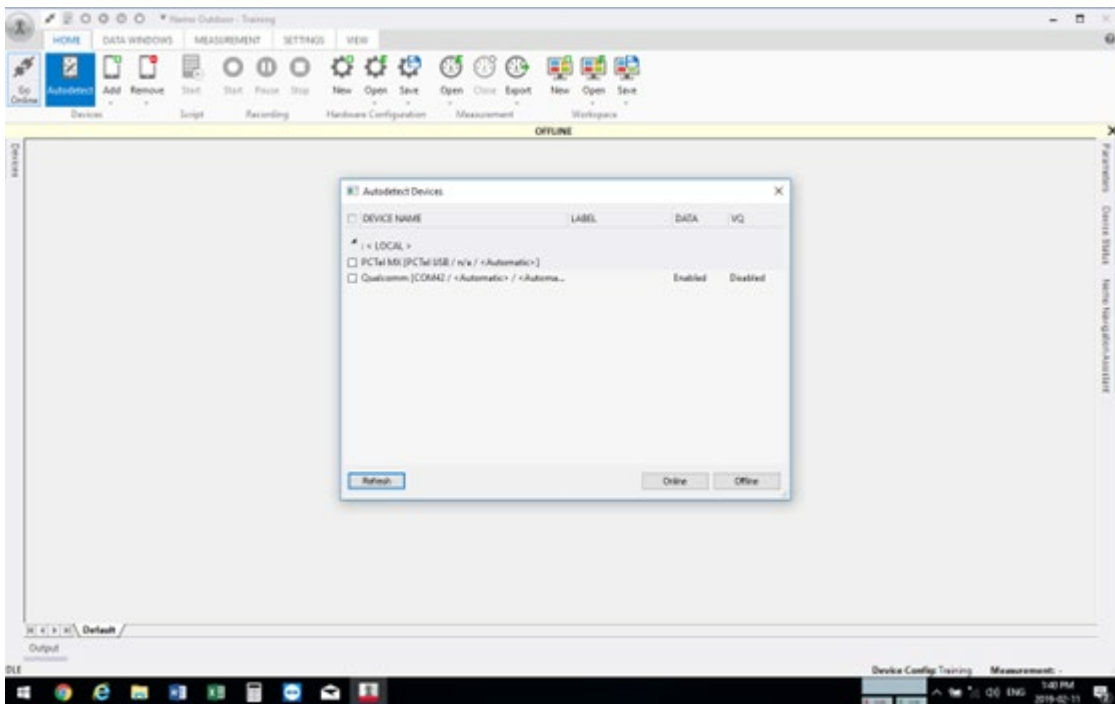 * Nemo Outdoor - Training
HOME DATA WINDOWS MEASUREMENT SETTINGS VIEW
Go Online Autodetect Add Remove Start Start Pause Stop New Open Save Open Close Export New Open Save
Devices Script Recording Hardware Configuration Measurement Workspace
OFFLINE
Devices
Parameters Device Status Nemo Navigation Assistant
Autodetect Devices
DEVICE NAME LABEL DATA VQ
: < LOCAL >
PCTel MX [PCTel USB / n/a / <Automatic>]
Qualcomm [COM42 / <Automatic> / <Automa... Enabled Disabled
Refresh Online Offline
Default
Output
DLE Device Config: Training Measurement: -
ENG 1:40 PM
2019-02-11